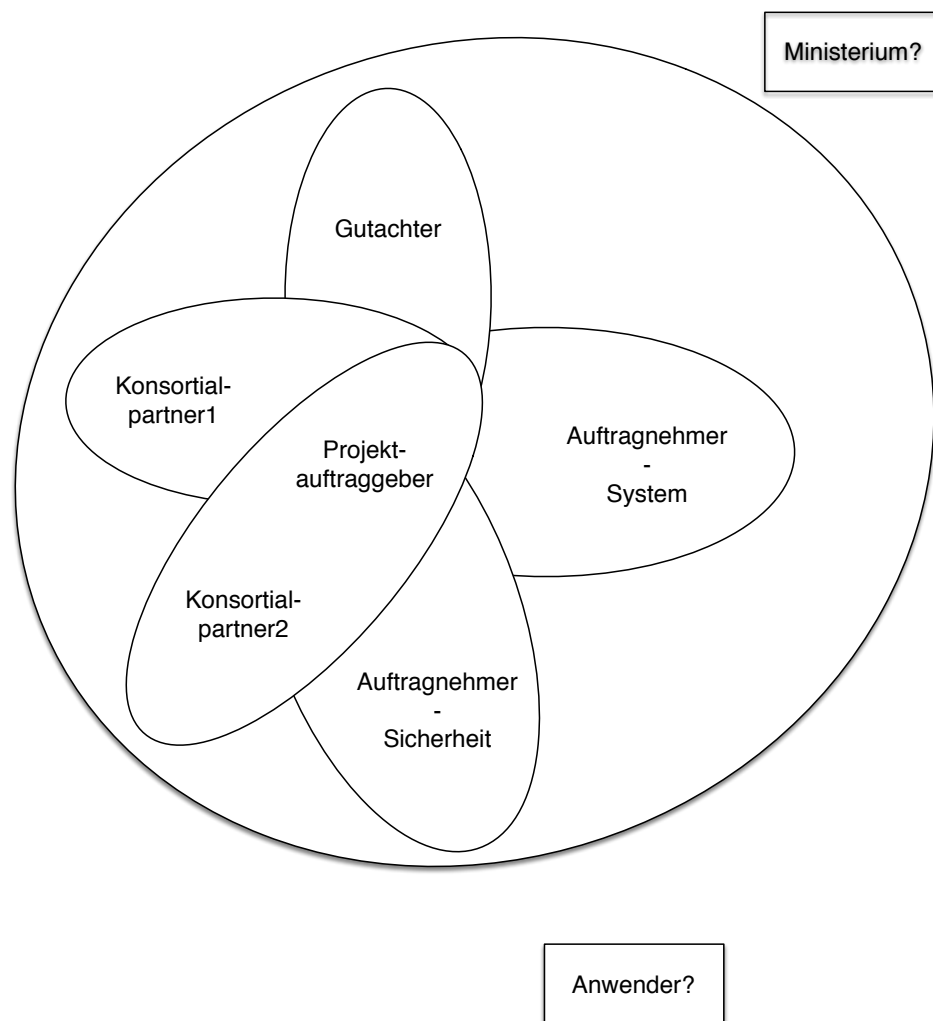 Ministerium?
Gutachter
Konsortial-
partner1
Projekt-
auftraggeber
Auftragnehmer
-
System
Konsortial-
partner2
Auftragnehmer
-
Sicherheit
Anwender?